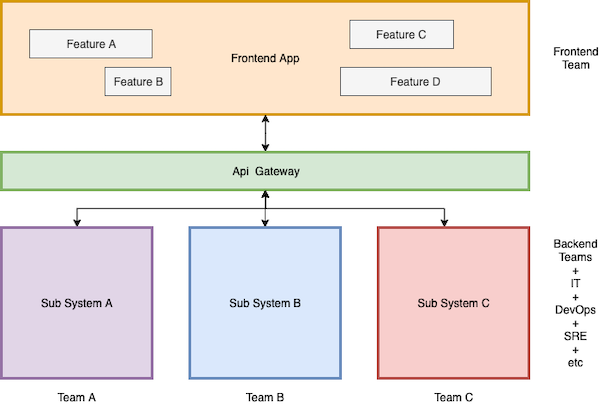 Feature A
Feature B
Frontend App
Feature C
Feature D
Frontend
Team
Api Gateway
Sub System A
Sub System B
Sub System C
Backend
Teams
+
IT
+
DevOps
+
SRE
+
etc
Team A
Team B
Team C